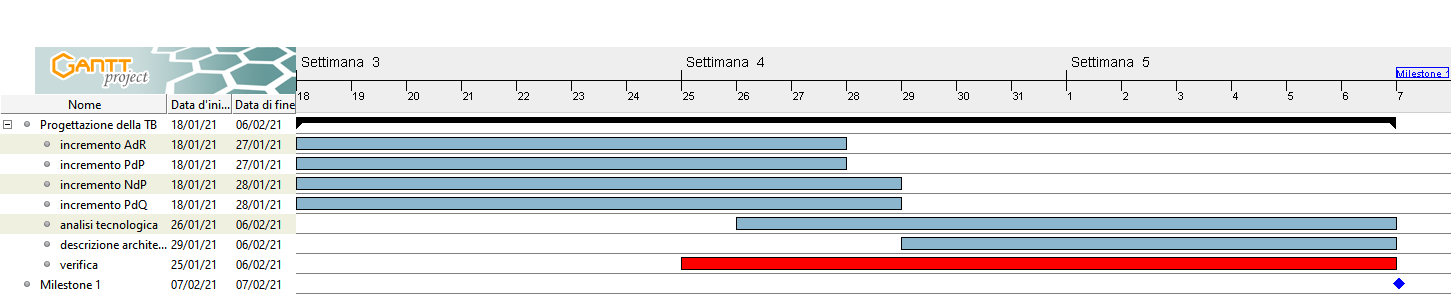 GANTT
project
Settimana 3 Settimana 4 Settimana 5
Milestone 1
18 19 20 21 22 23 24 25 26 27 28 29 30 31 1 2 3 4 5 6 7
Nome Data d'ini... Data di fine
Progettazione della TB 18/01/21 06/02/21
incremento AdR 18/01/21 27/01/21
incremento PdP 18/01/21 27/01/21
incremento NdP 18/01/21 28/01/21
incremento PdQ 18/01/21 28/01/21
analisi tecnologica 26/01/21 06/02/21
descrizione archite... 29/01/21 06/02/21
verifica 25/01/21 06/02/21
Milestone 1 07/02/21 07/02/21